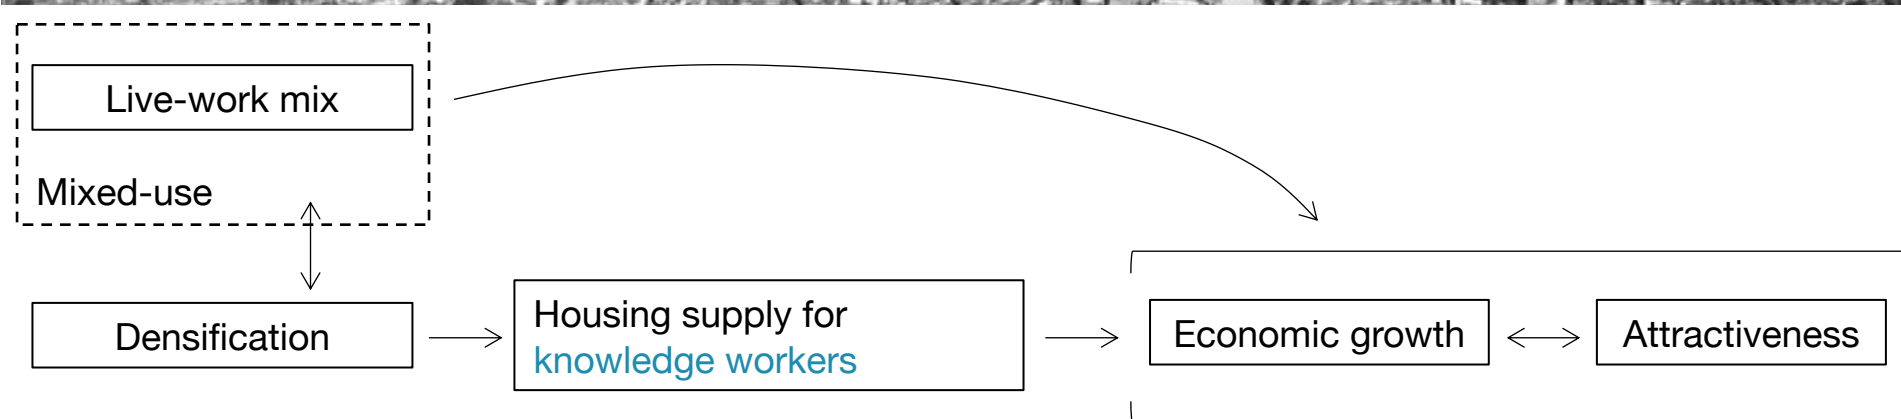 Live-work mix
Mixed-use
Densification
Housing supply for
knowledge workers
Economic growth
Attractiveness